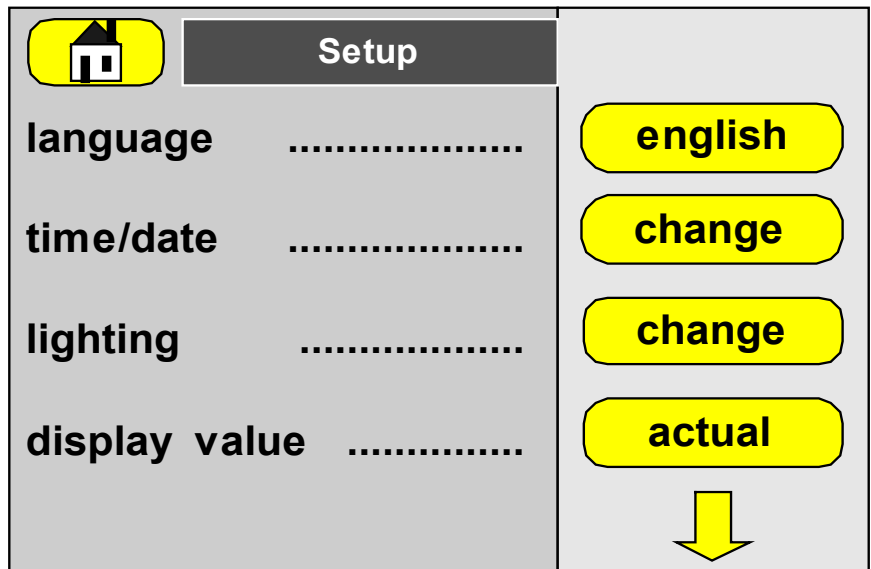 Setup
language .................... english
time/date .................... change
lighting ................... change
display value ............... actual